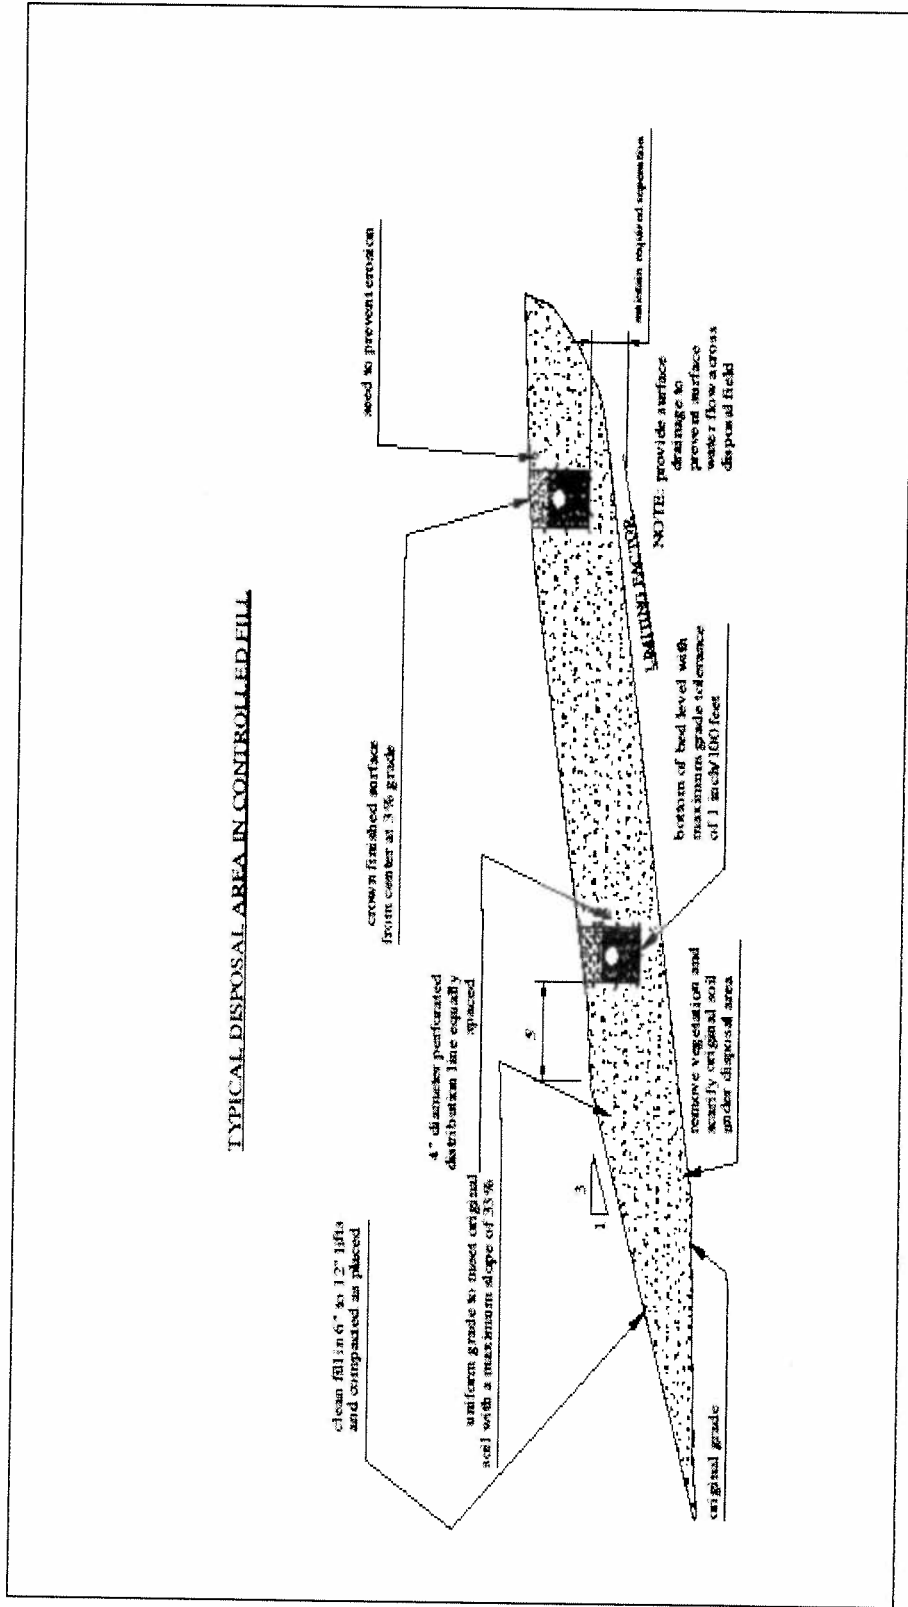 TYPICAL DISPOSAL AREA IN CONTROLLED FILL
clean fill in 6" to 12" lifts
and compacted as placed
uniform grade to meet original
soil with a maximum slope of 33%
4" diameter perforated
distribution line equally
spaced
crown finished surface
from center at 3% grade
seed to prevent erosion
3
1
5
LIMITING FACTOR
maintain required separation
NOTE: provide surface
drainage to
prevent surface
water flow across
disposal field
original grade
remove vegetation and
scarify original soil
under disposal area
bottom of bed level with
maximum grade tolerance
of 1 inch/100 feet